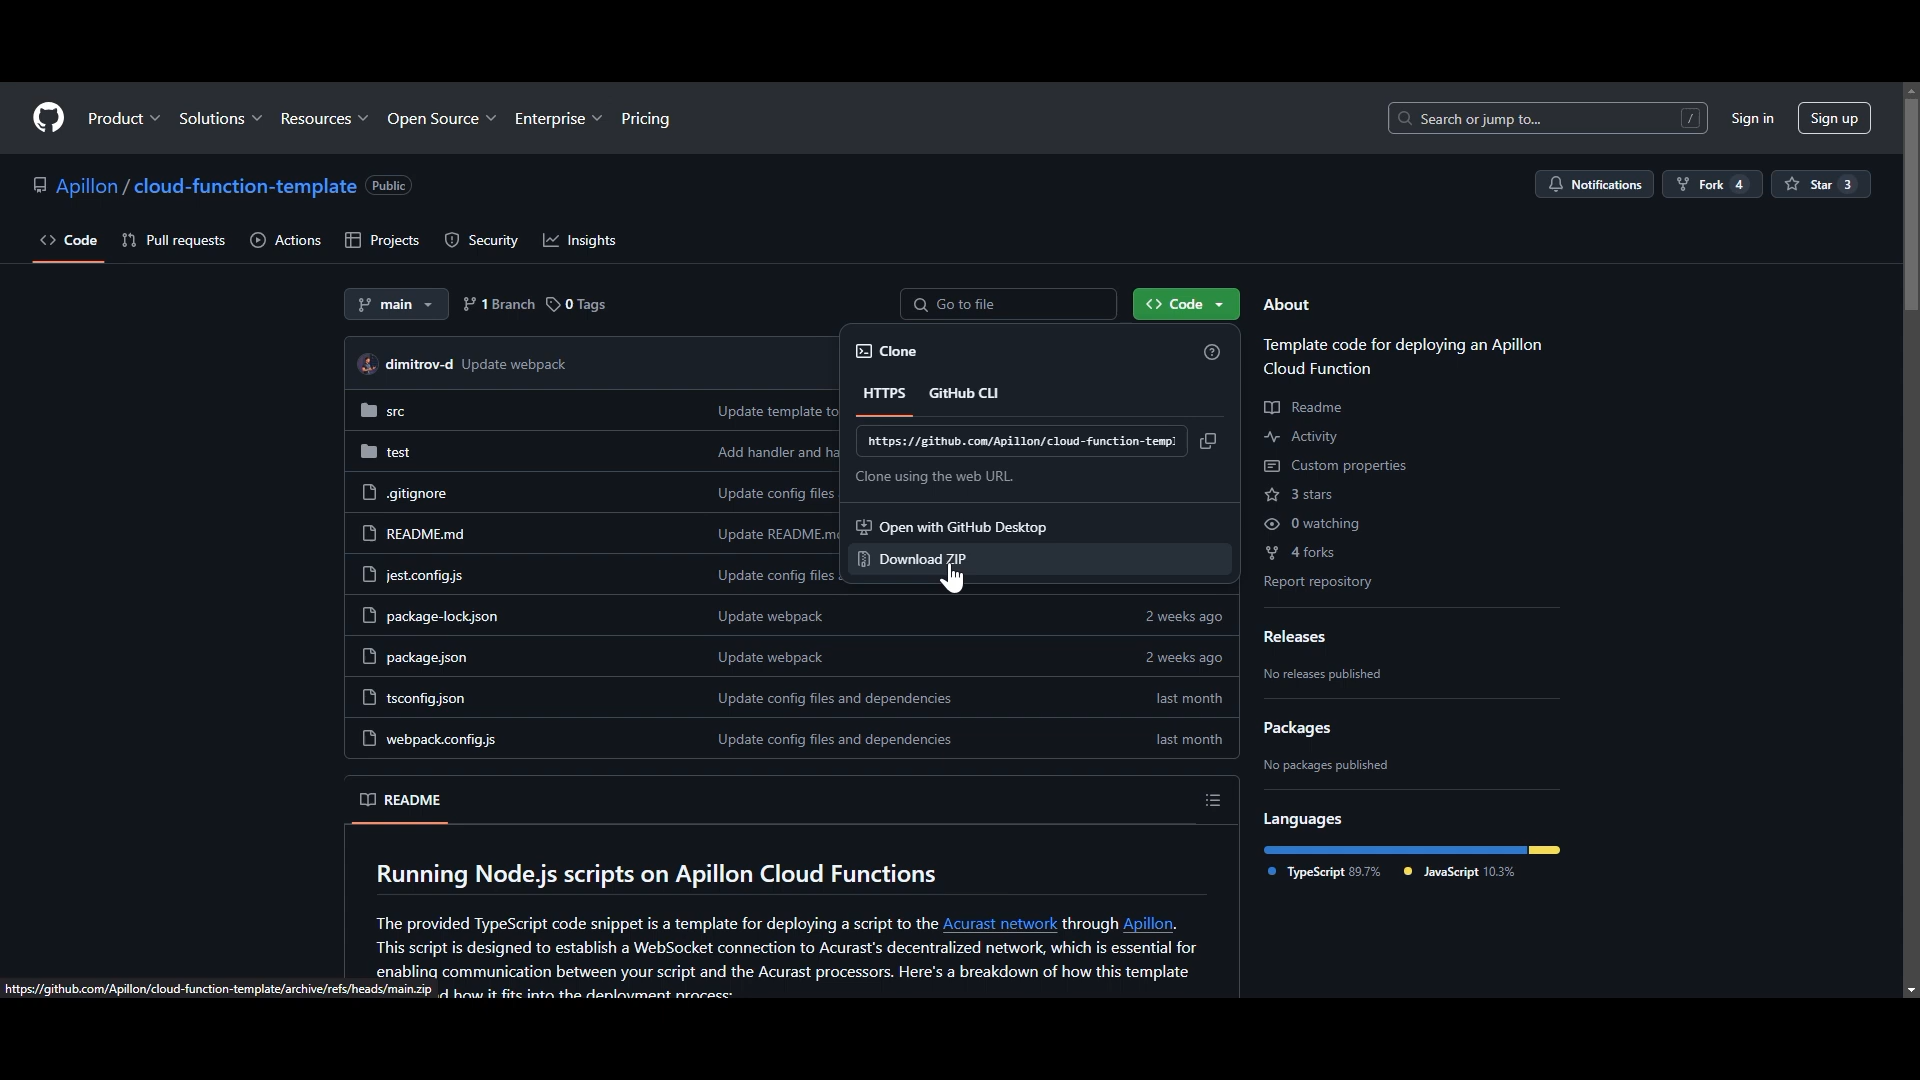 Product Solutions Resources Open Source Enterprise Pricing Search or jump to... / Sign in Sign up
Apillon / cloud-function-template Public Notifications Fork 4 Star 3
Code Pull requests Actions Projects Security Insights
main 1 Branch 0 Tags Go to file Code
dimitrov-d Update webpack
src Update template to
test Add handler and ha
.gitignore Update config files
README.md Update README.m
jest.config.js Update config files
package-lock.json Update webpack 2 weeks ago
package.json Update webpack 2 weeks ago
tsconfig.json Update config files and dependencies last month
webpack.config.js Update config files and dependencies last month
Clone
HTTPS GitHub CLI
https://github.com/Apillon/cloud-function-templ
Clone using the web URL.
Open with GitHub Desktop
Download ZIP
README
Running Node.js scripts on Apillon Cloud Functions
The provided TypeScript code snippet is a template for deploying a script to the Acurast network through Apillon.
This script is designed to establish a WebSocket connection to Acurast's decentralized network, which is essential for
enabling communication between your script and the Acurast processors. Here's a breakdown of how this template
d how it fits into the deployment process:
About
Template code for deploying an Apillon
Cloud Function
Readme
Activity
Custom properties
3 stars
0 watching
4 forks
Report repository
Releases
No releases published
Packages
No packages published
Languages
TypeScript 89.7% JavaScript 10.3%
https://github.com/Apillon/cloud-function-template/archive/refs/heads/main.zip